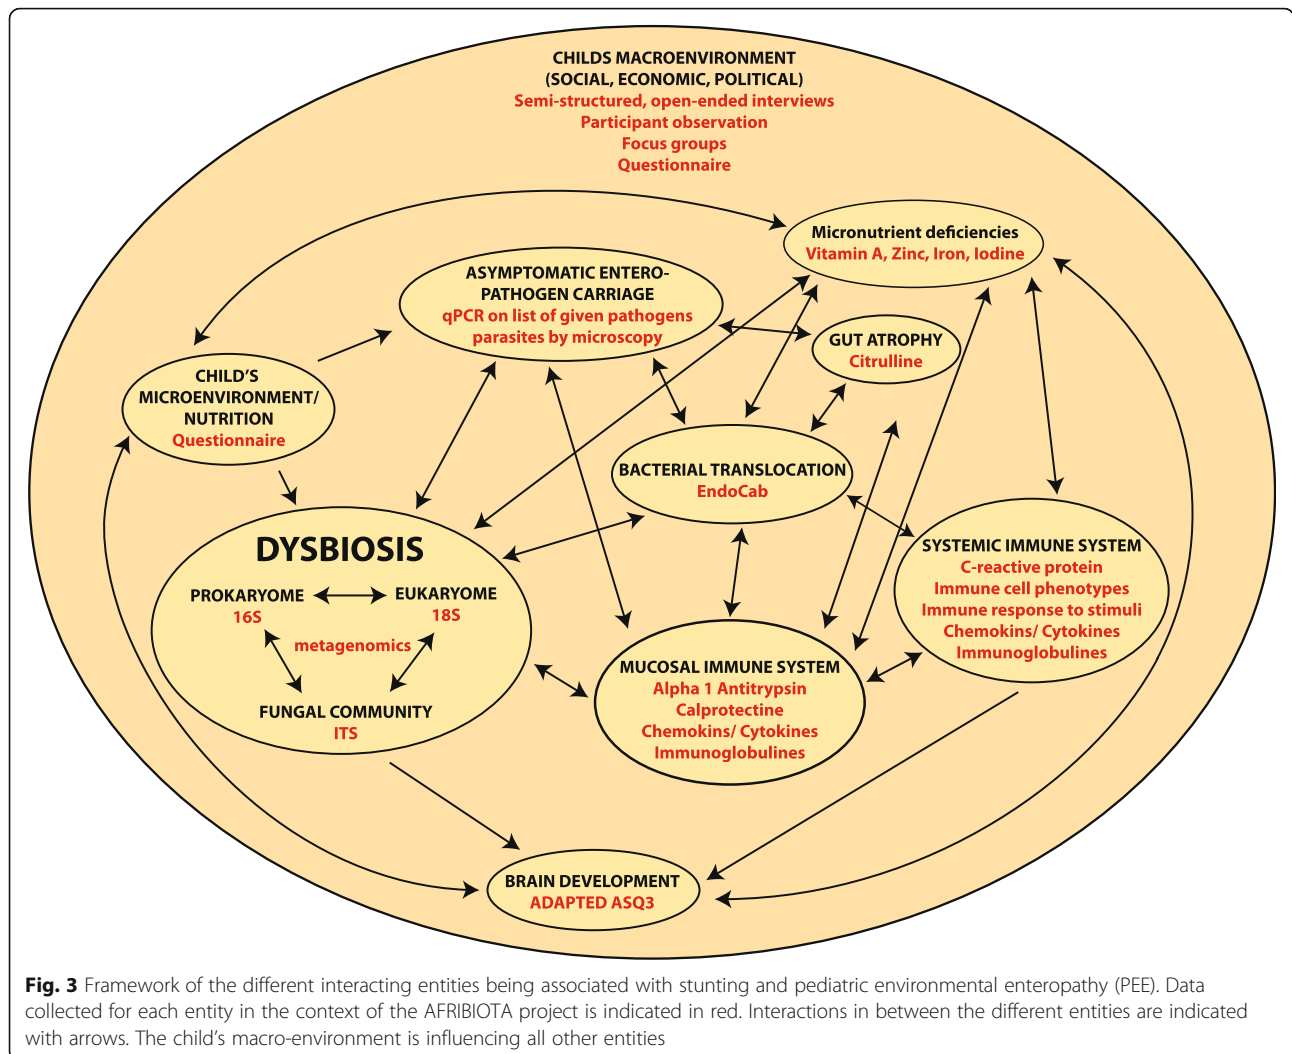 CHILDS MACROENVIRONMENT
(SOCIAL, ECONOMIC, POLITICAL)
Semi-structured, open-ended interviews
Participant observation
Focus groups
Questionnaire
Micronutrient deficiencies
Vitamin A, Zinc, Iron, Iodine
ASYMPTOMATIC ENTERO-
PATHOGEN CARRIAGE
qPCR on list of given pathogens
parasites by microscopy
GUT ATROPHY
Citrulline
CHILD'S
MICROENVIRONMENT/
NUTRITION
Questionnaire
BACTERIAL TRANSLOCATION
EndoCab
DYSBIOSIS
PROKARYOME
16S
EUKARYOME
18S
metagenomics
FUNGAL COMMUNITY
ITS
SYSTEMIC IMMUNE SYSTEM
C-reactive protein
Immune cell phenotypes
Immune response to stimuli
Chemokins/ Cytokines
Immunoglobulines
MUCOSAL IMMUNE SYSTEM
Alpha 1 Antitrypsin
Calprotectine
Chemokins/ Cytokines
Immunoglobulines
BRAIN DEVELOPMENT
ADAPTED ASQ3
Fig. 3 Framework of the different interacting entities being associated with stunting and pediatric environmental enteropathy (PEE). Data
collected for each entity in the context of the AFRIBIOTA project is indicated in red. Interactions in between the different entities are indicated
with arrows. The child's macro-environment is influencing all other entities